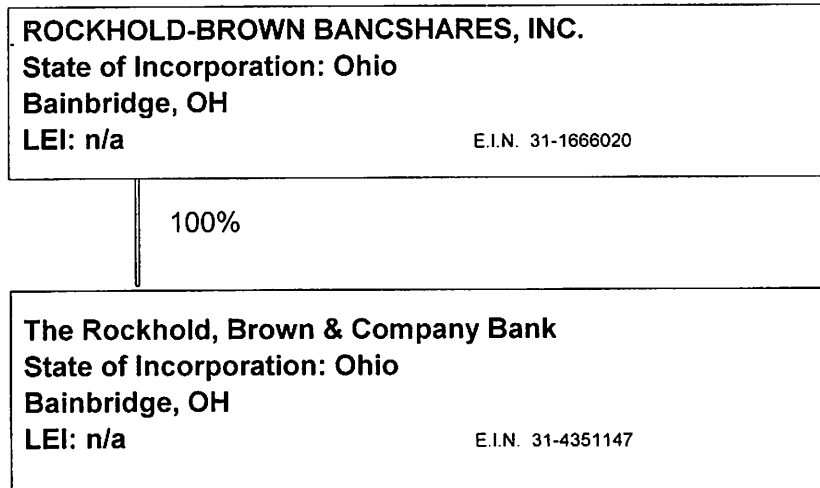 ROCKHOLD-BROWN BANCSHARES, INC.
State of Incorporation: Ohio
Bainbridge, OH
LEI: n/a E.I.N. 31-1666020
100%
The Rockhold, Brown & Company Bank
State of Incorporation: Ohio
Bainbridge, OH
LEI: n/a E.I.N. 31-4351147